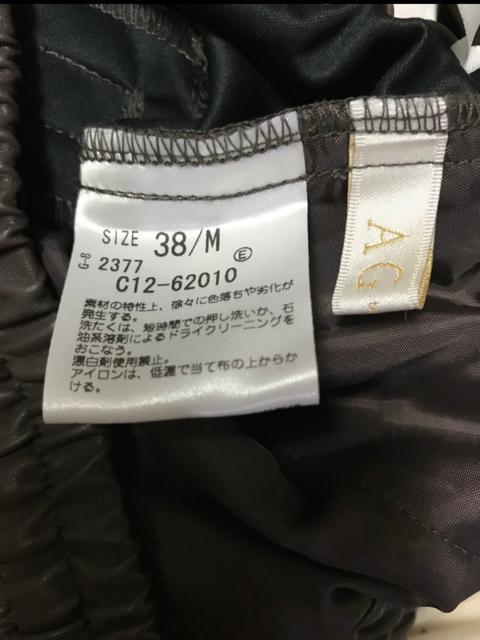 SIZE 38/M
G-8 2377 Ⓔ
C12-62010
素材の特性上、徐々に色落ちや劣化が
発生する。
洗たくは、短時間での押し洗いか、石
油系溶剤によるドライクリーニングを
おこなう。
漂白剤使用禁止。
アイロンは、低温で当て布の上からか
ける。
AG